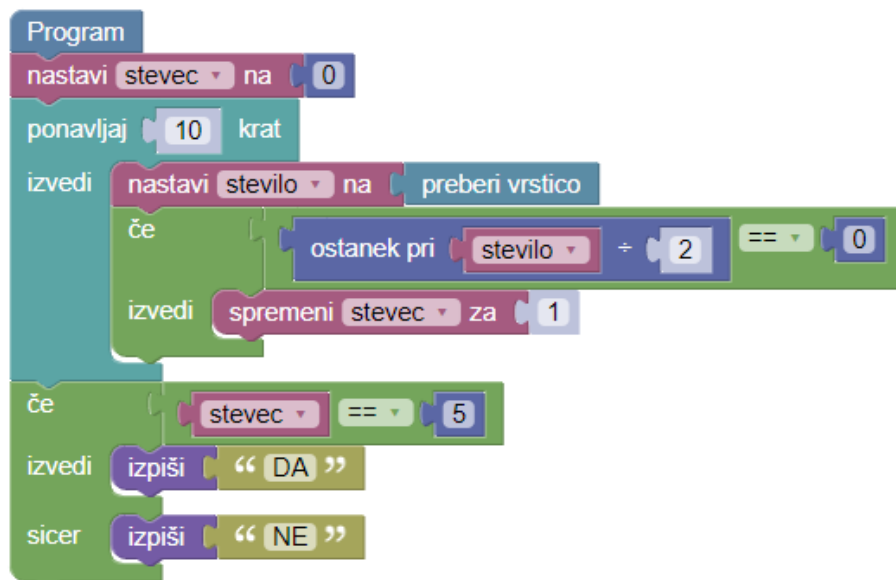 Program
nastavi stevec na 0
ponavljaj 10 krat
izvedi nastavi stevilo na preberi vrstico
če ostanek pri stevilo ÷ 2 == 0
izvedi spremeni stevec za 1
če stevec == 5
izvedi izpiši “ DA ”
sicer izpiši “ NE ”